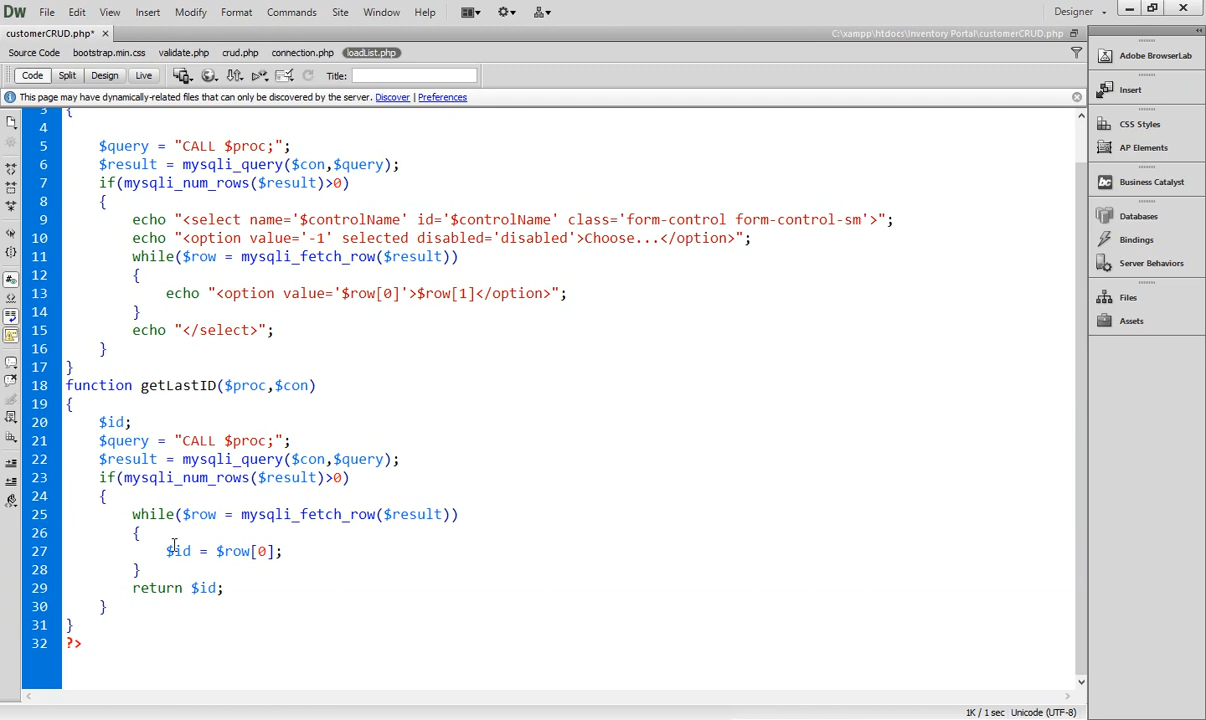 DW File Edit View Insert Modify Format Commands Site Window Help Designer
customerCRUD.php* × C:\xampp\htdocs\Inventory Portal\customerCRUD.php
Source Code bootstrap.min.css validate.php crud.php connection.php loadList.php
Code Split Design Live Title:
This page may have dynamically-related files that can only be discovered by the server. Discover | Preferences
3 {
4
5 $query = "CALL $proc;";
6 $result = mysqli_query($con,$query);
7 if(mysqli_num_rows($result)>0)
8 {
9 echo "<select name='$controlName' id='$controlName' class='form-control form-control-sm'>";
10 echo "<option value='-1' selected disabled='disabled'>Choose...</option>";
11 while($row = mysqli_fetch_row($result))
12 {
13 echo "<option value='$row[0]'>$row[1]</option>";
14 }
15 echo "</select>";
16 }
17 }
18 function getLastID($proc,$con)
19 {
20 $id;
21 $query = "CALL $proc;";
22 $result = mysqli_query($con,$query);
23 if(mysqli_num_rows($result)>0)
24 {
25 while($row = mysqli_fetch_row($result))
26 {
27 $id = $row[0];
28 }
29 return $id;
30 }
31 }
32 ?>
1K / 1 sec Unicode (UTF-8)
Adobe BrowserLab
Insert
CSS Styles
AP Elements
bc Business Catalyst
Databases
Bindings
Server Behaviors
Files
Assets